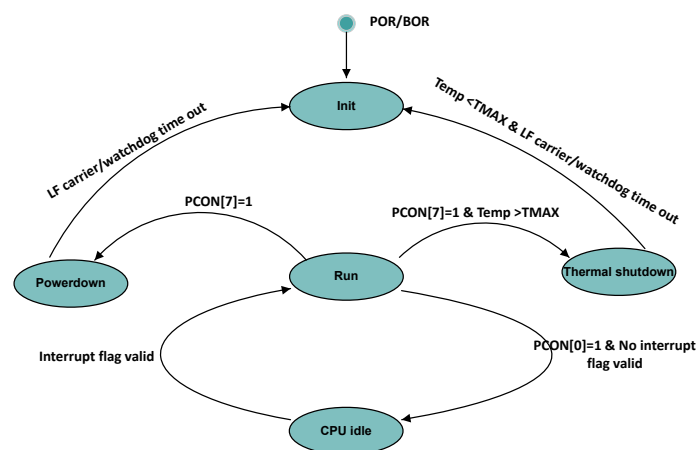 POR/BOR
Init
LF carrier/watchdog time out
Temp <TMAX & LF carrier/watchdog time out
PCON[7]=1
PCON[7]=1 & Temp >TMAX
Powerdown
Run
Thermal shutdown
Interrupt flag valid
PCON[0]=1 & No interrupt
flag valid
CPU idle